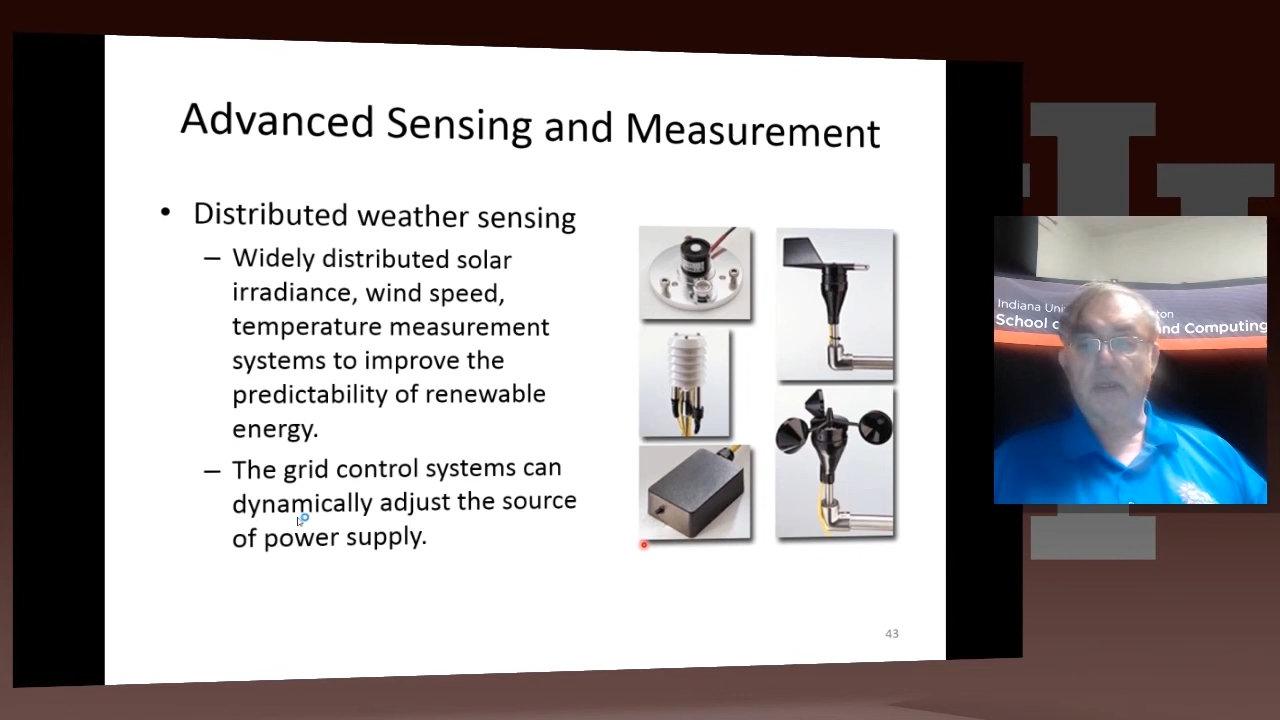 Advanced Sensing and Measurement
• Distributed weather sensing
– Widely distributed solar
irradiance, wind speed,
temperature measurement
systems to improve the
predictability of renewable
energy.
– The grid control systems can
dynamically adjust the source
of power supply.
43
Indiana Uni
School nd Computing